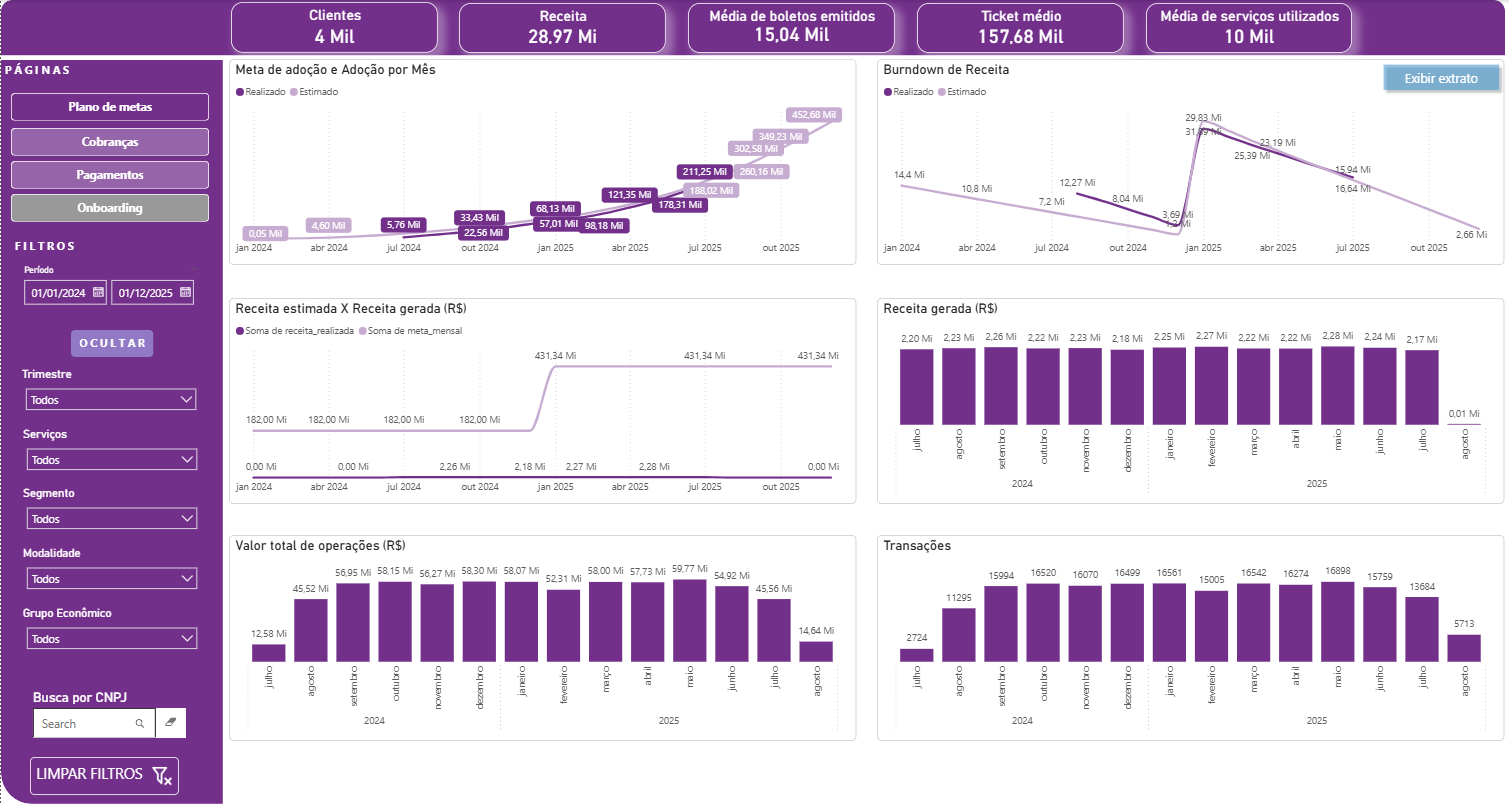 Clientes
4 Mil
Receita
28,97 Mi
Média de boletos emitidos
15,04 Mil
Ticket médio
157,68 Mil
Média de serviços utilizados
10 Mil
PÁGINAS
Plano de metas
Cobranças
Pagamentos
Onboarding
FILTROS
Período
01/01/2024 01/12/2025
OCULTAR
Trimestre
Todos
Serviços
Todos
Segmento
Todos
Modalidade
Todos
Grupo Econômico
Todos
Busca por CNPJ
Search
LIMPAR FILTROS
Meta de adoção e Adoção por Mês
Realizado Estimado
452,68 Mil
349,23 Mil
302,58 Mil
211,25 Mil 260,16 Mil
121,35 Mil 188,02 Mil
68,13 Mil 178,31 Mil
33,43 Mil
0,05 Mil 4,60 Mil 5,76 Mil 22,56 Mil 57,01 Mil 98,18 Mil
jan 2024 abr 2024 jul 2024 out 2024 jan 2025 abr 2025 jul 2025 out 2025
Burndown de Receita
Exibir extrato
Realizado Estimado
29,83 Mi
23,19 Mi
25,39 Mi
14,4 Mi 12,27 Mi 15,94 Mi
10,8 Mi 16,64 Mi
7,2 Mi 8,04 Mi
3,69 Mi
2,66 Mi
jan 2024 abr 2024 jul 2024 out 2024 jan 2025 abr 2025 jul 2025 out 2025
Receita estimada X Receita gerada (R$)
Soma de receita_realizada Soma de meta_mensal
431,34 Mi 431,34 Mi 431,34 Mi
182,00 Mi 182,00 Mi 182,00 Mi 182,00 Mi
0,00 Mi 0,00 Mi 2,26 Mi 2,18 Mi 2,27 Mi 2,28 Mi 0,00 Mi
jan 2024 abr 2024 jul 2024 out 2024 jan 2025 abr 2025 jul 2025 out 2025
Receita gerada (R$)
2,20 Mi 2,23 Mi 2,26 Mi 2,22 Mi 2,23 Mi 2,18 Mi 2,25 Mi 2,27 Mi 2,22 Mi 2,22 Mi 2,28 Mi 2,24 Mi 2,17 Mi 0,01 Mi
julho agosto setembro outubro novembro dezembro janeiro fevereiro março abril maio junho julho agosto
2024 2025
Valor total de operações (R$)
12,58 Mi 45,52 Mi 56,95 Mi 58,15 Mi 56,27 Mi 58,30 Mi 58,07 Mi 52,31 Mi 58,00 Mi 57,73 Mi 59,77 Mi 54,92 Mi 45,56 Mi 14,64 Mi
julho agosto setembro outubro novembro dezembro janeiro fevereiro março abril maio junho julho agosto
2024 2025
Transações
2724 11295 15994 16520 16070 16499 16561 15005 16542 16274 16898 15759 13684 5713
julho agosto setembro outubro novembro dezembro janeiro fevereiro março abril maio junho julho agosto
2024 2025